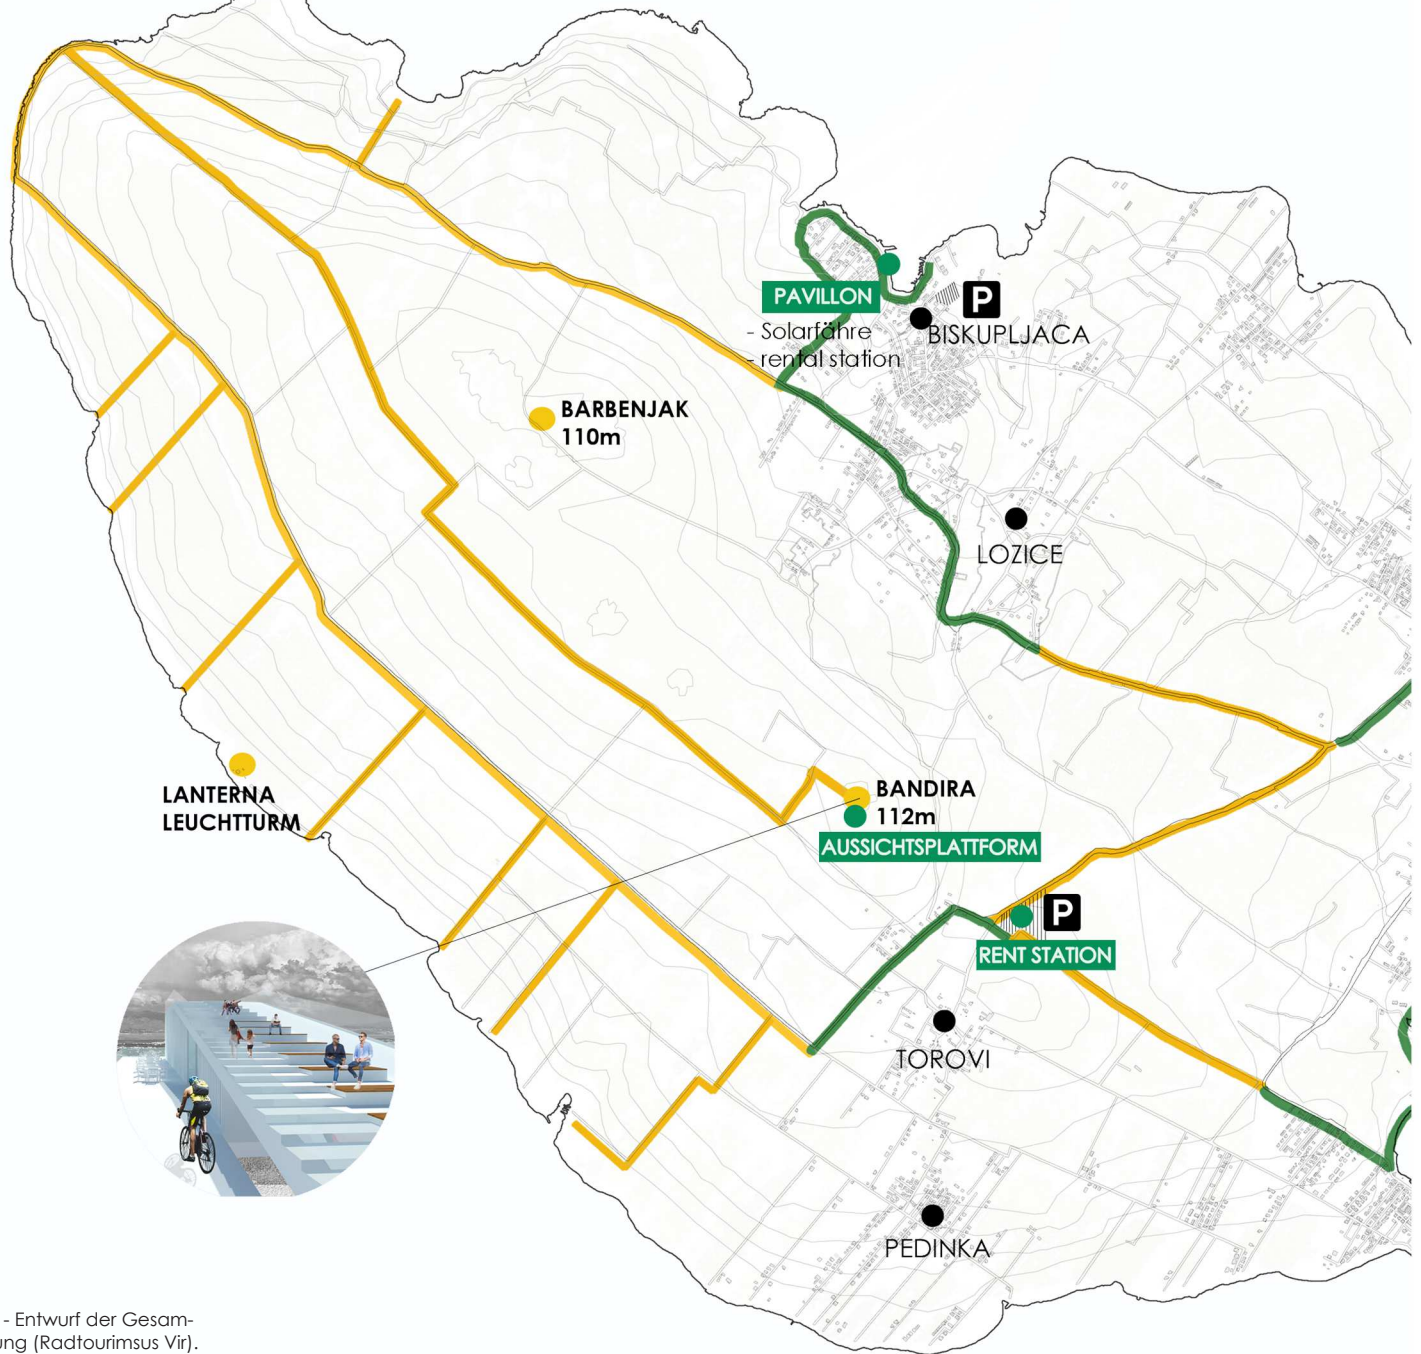 PAVILLON
P
- Solarfähre
- rental station
BISKUPLJACA
BARBENJAK
110m
LOZICE
LANTERNA
LEUCHTTURM
BANDIRA
112m
AUSSICHTSPLATTFORM
P
RENT STATION
TOROVI
PEDINKA
- Entwurf der Gesam-
ung (Radtourimsus Vir).